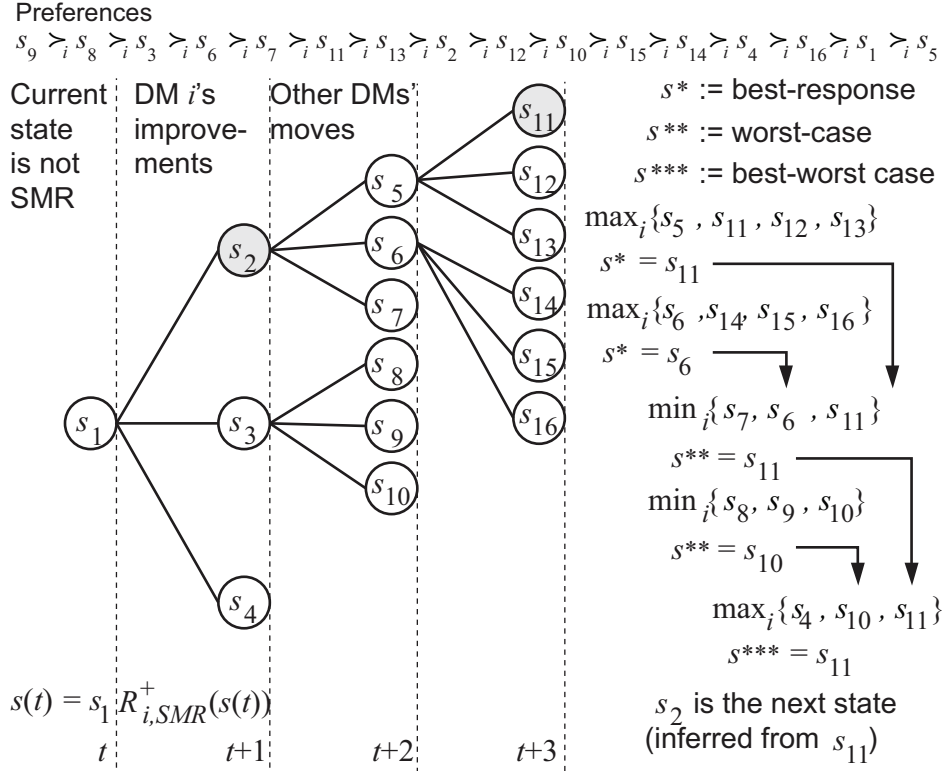 Preferences
s₉ ≻ᵢ s₈ ≻ᵢ s₃ ≻ᵢ s₆ ≻ᵢ s₇ ≻ᵢ s₁₁ ≻ᵢ s₁₃ ≻ᵢ s₂ ≻ᵢ s₁₂ ≻ᵢ s₁₀ ≻ᵢ s₁₅ ≻ᵢ s₁₄ ≻ᵢ s₄ ≻ᵢ s₁₆ ≻ᵢ s₁ ≻ᵢ s₅
Current
state
is not
SMR
DM i's
improve-
ments
Other DMs'
moves
s₁
s₂
s₃
s₄
s₅
s₆
s₇
s₈
s₉
s₁₀
s₁₁
s₁₂
s₁₃
s₁₄
s₁₅
s₁₆
s* := best-response
s** := worst-case
s*** := best-worst case
maxᵢ{s₅ , s₁₁ , s₁₂ , s₁₃}
s* = s₁₁
maxᵢ{s₆ ,s₁₄, s₁₅ , s₁₆}
s* = s₆
minᵢ{s₇, s₆ , s₁₁}
s** = s₁₁
minᵢ{s₈, s₉ , s₁₀}
s** = s₁₀
maxᵢ{s₄ , s₁₀ , s₁₁}
s*** = s₁₁
s₂ is the next state
(inferred from s₁₁)
s(t) = s₁
R⁺ᵢ,SMR(s(t))
t
t+1
t+2
t+3